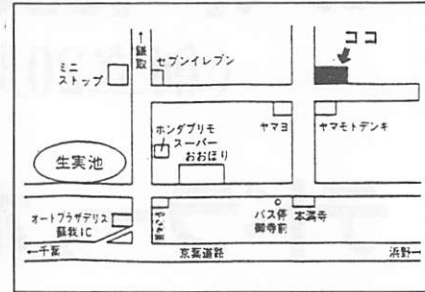 ココ
↑鎌取
セブンイレブン
ミニ
ストップ
ヤマヨ
ヤマモトデンキ
ホンダプリモ
スーパー
おおほり
生実池
オートプラザデリス
蘇我IC
バス停
御寺前
本満寺
←千葉
京葉道路
浜野→